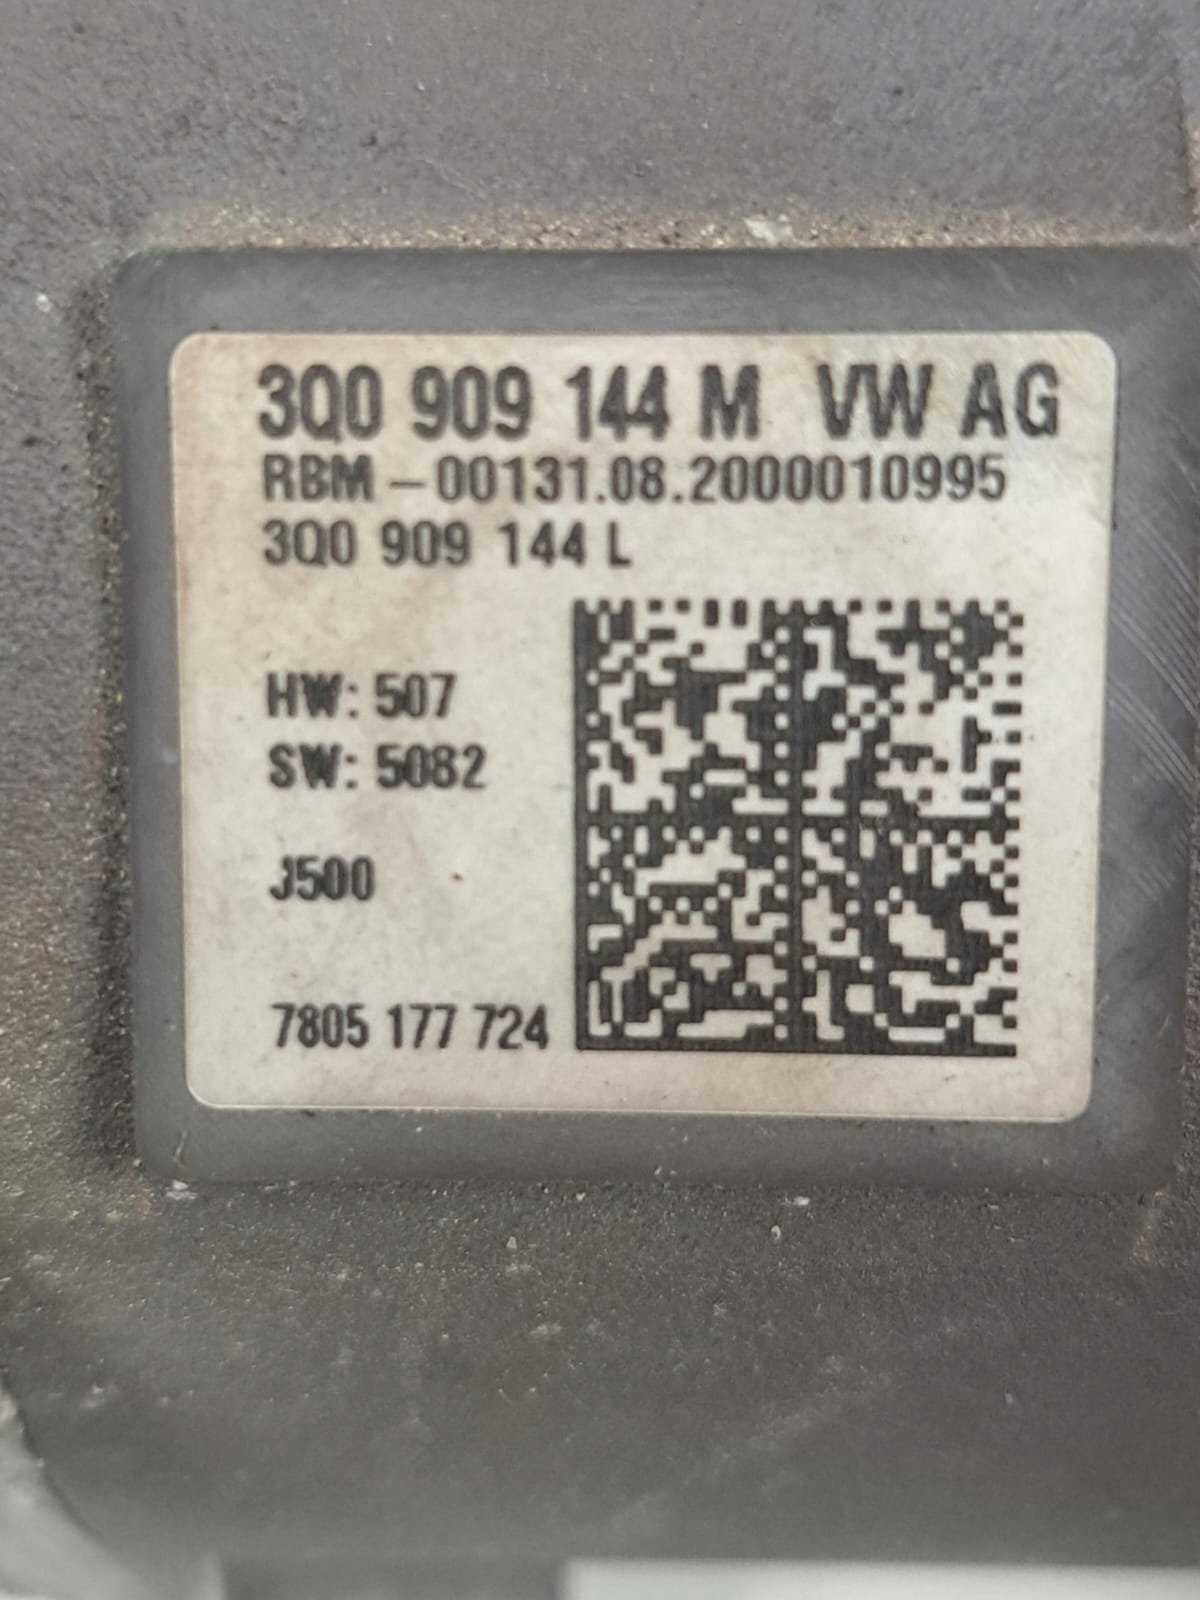 3Q0 909 144 M VW AG
RBM -00131.08.2000010995
3Q0 909 144 L
HW: 507
SW: 5082
J500
7805 177 724